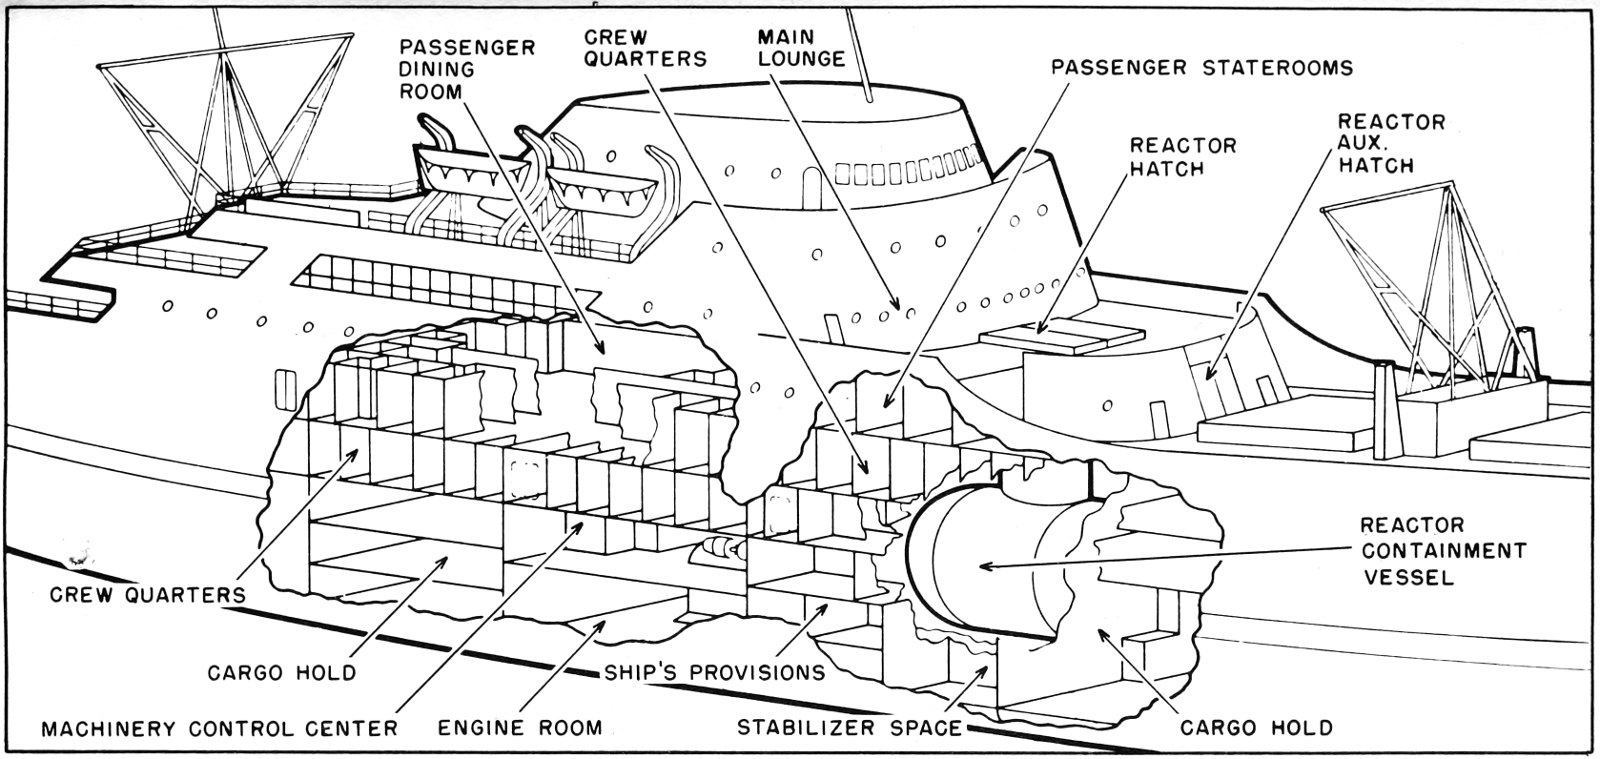 PASSENGER
DINING
ROOM
CREW
QUARTERS
MAIN
LOUNGE
PASSENGER STATEROOMS
REACTOR
HATCH
REACTOR
AUX.
HATCH
REACTOR
CONTAINMENT
VESSEL
CREW QUARTERS
CARGO HOLD
SHIP'S PROVISIONS
MACHINERY CONTROL CENTER
ENGINE ROOM
STABILIZER SPACE
CARGO HOLD